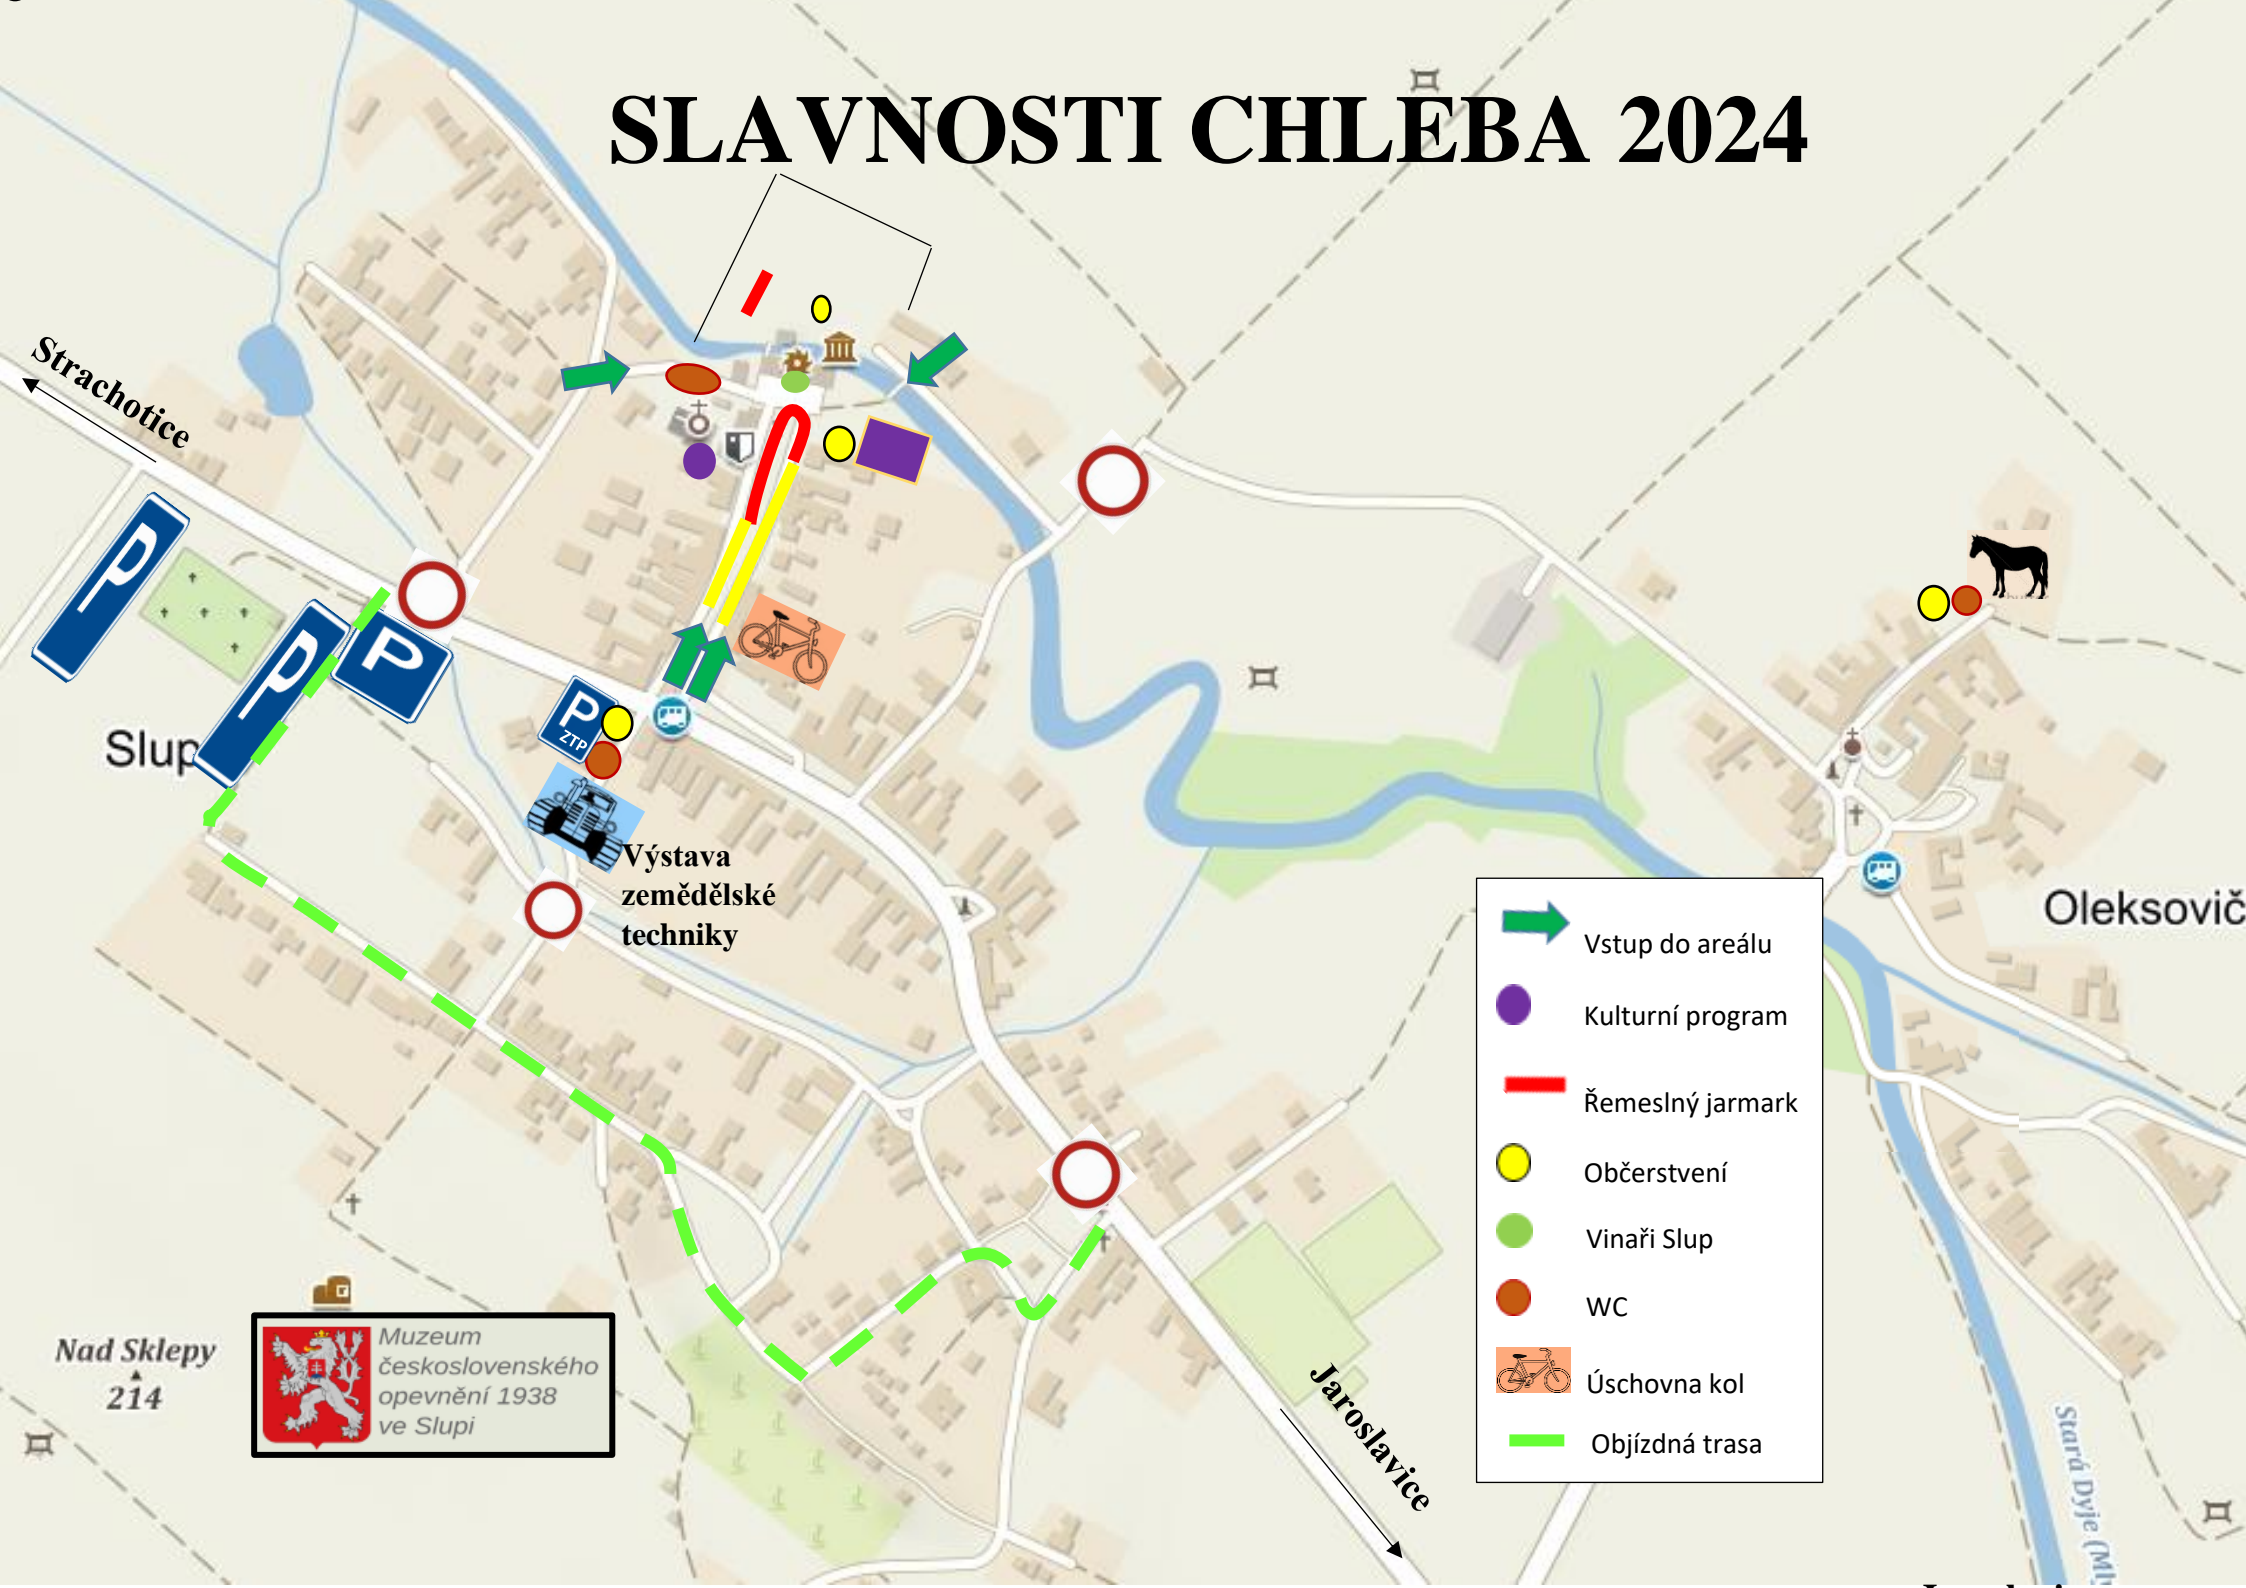 SLAVNOSTI CHLEBA 2024
Strachotice
P
P
P
P
ZTP
Slup
Výstava
zemědělské
techniky
Oleksovič
Vstup do areálu
Kulturní program
Řemeslný jarmark
Občerstvení
Vinaři Slup
WC
Úschovna kol
Objízdná trasa
Nad Sklepy
214
Muzeum
československého
opevnění 1938
ve Slupi
Jaroslavice
Stará Dyje (Ml